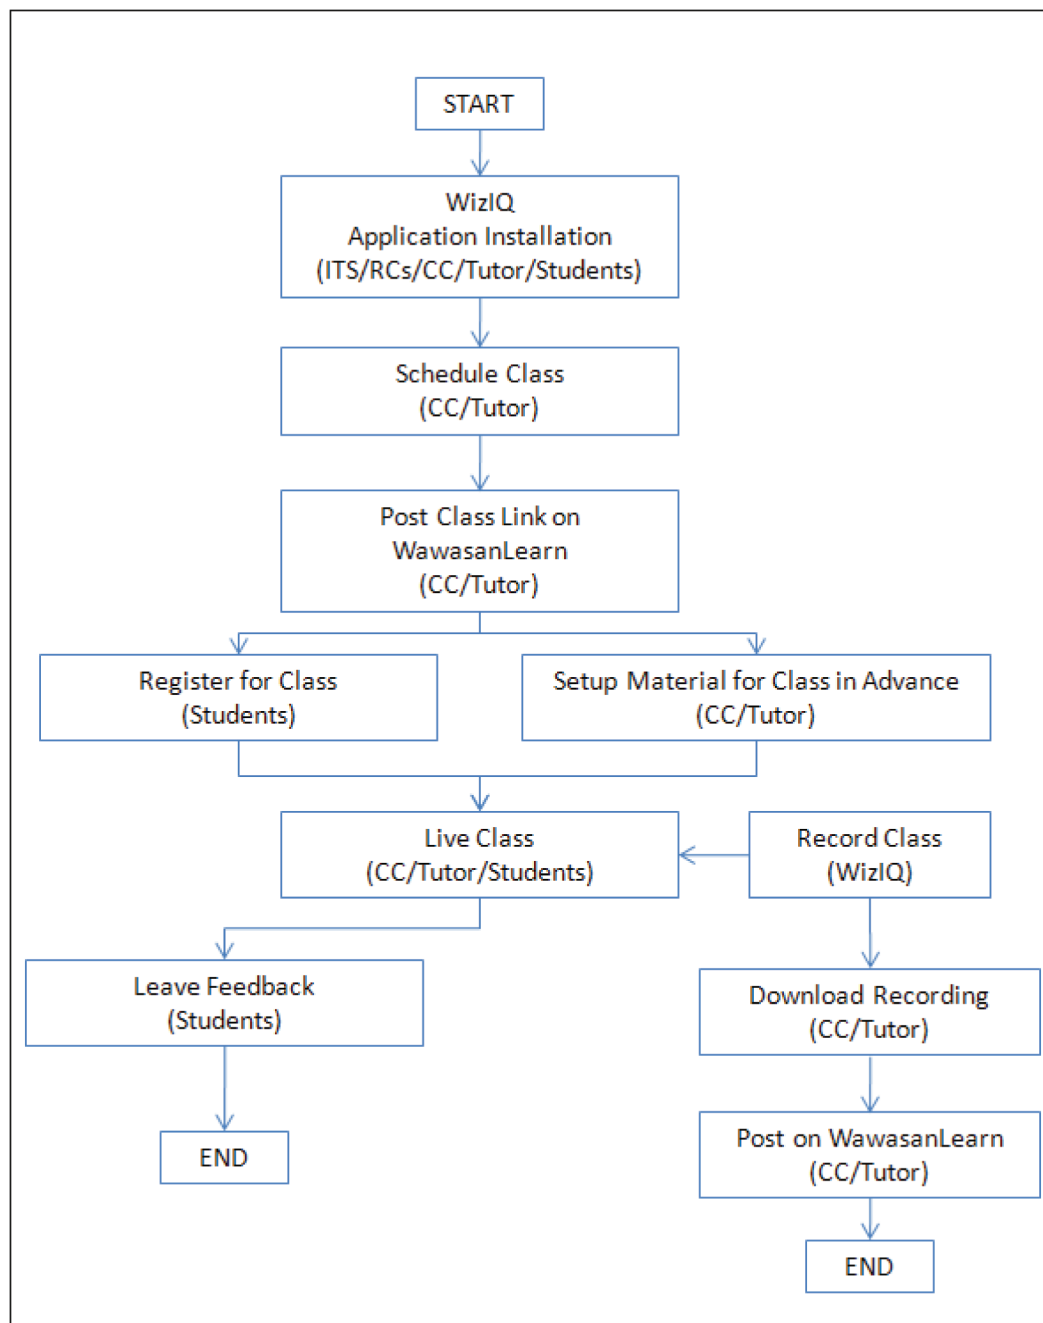 START
WizIQ
Application Installation
(ITS/RCs/CC/Tutor/Students)
Schedule Class
(CC/Tutor)
Post Class Link on
WawasanLearn
(CC/Tutor)
Register for Class
(Students)
Setup Material for Class in Advance
(CC/Tutor)
Live Class
(CC/Tutor/Students)
Record Class
(WizIQ)
Leave Feedback
(Students)
Download Recording
(CC/Tutor)
END
Post on WawasanLearn
(CC/Tutor)
END